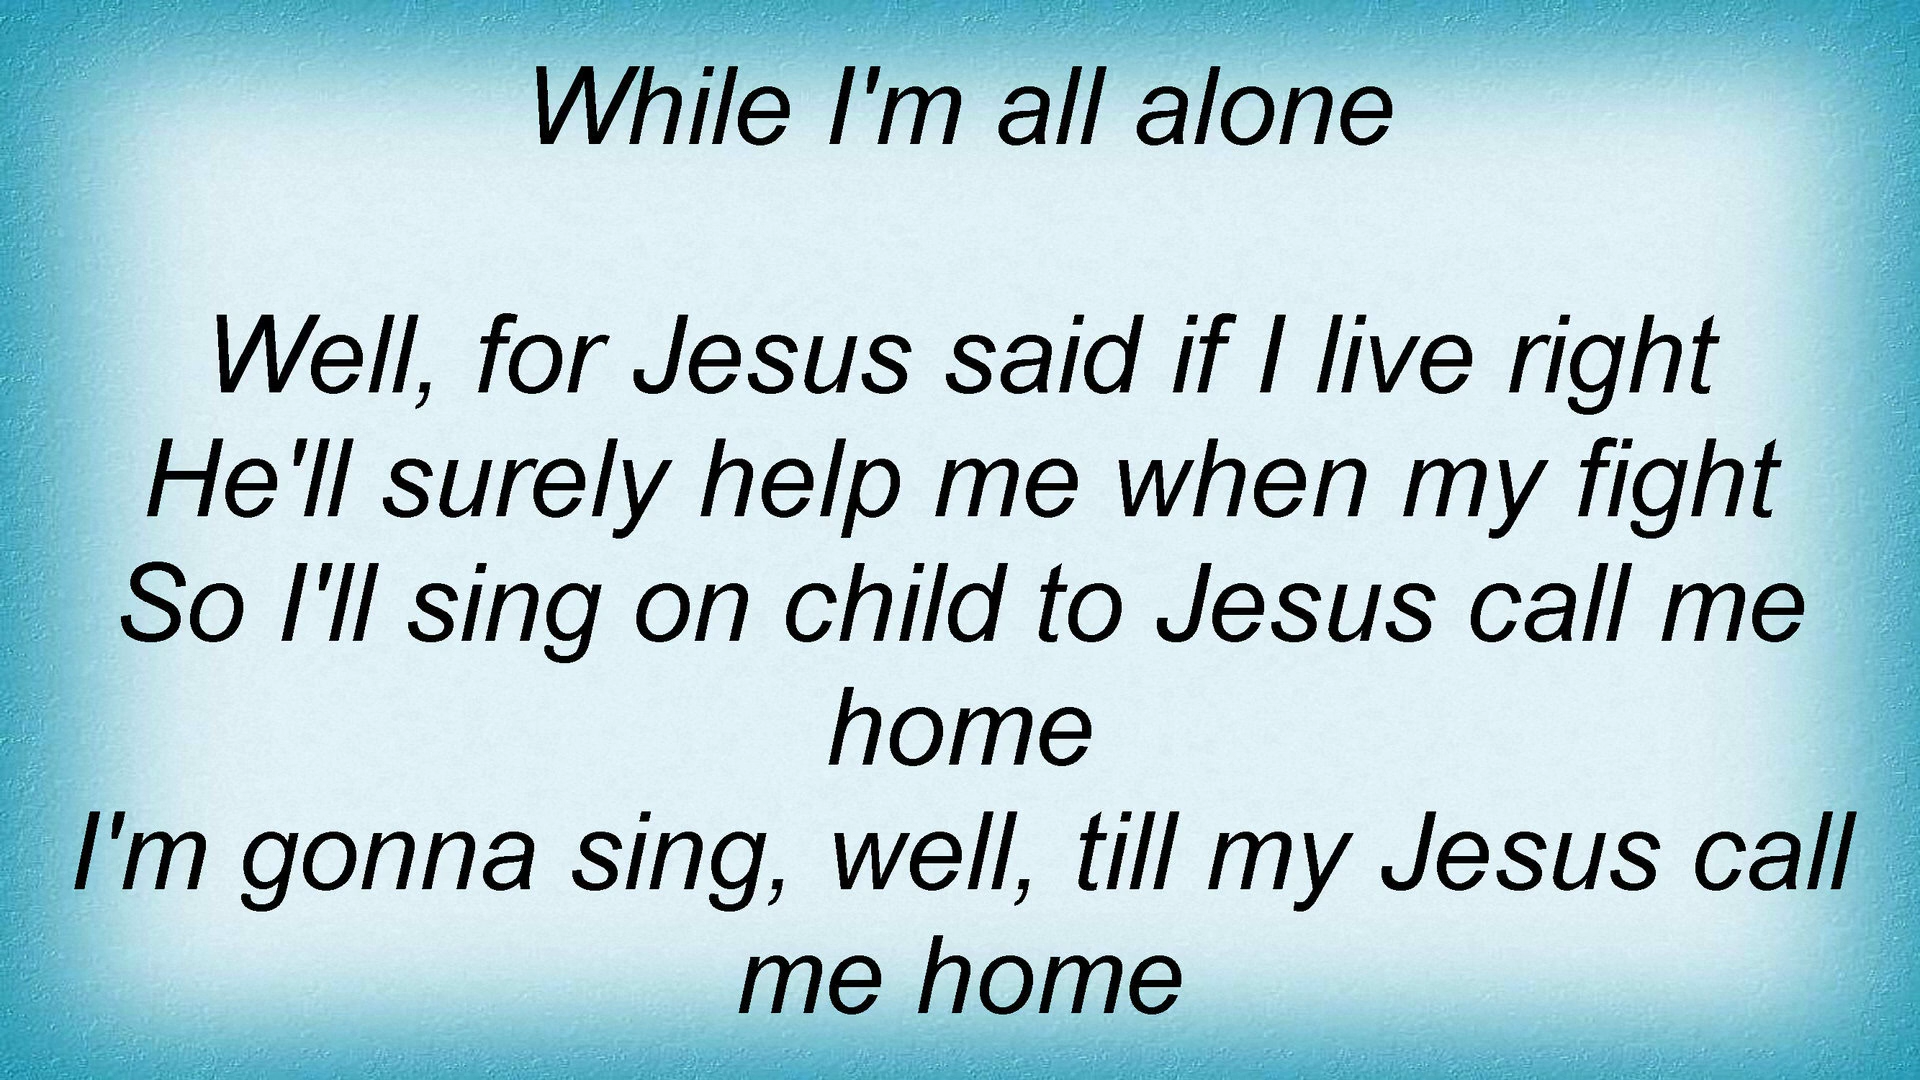 While I'm all alone
Well, for Jesus said if I live right
He'll surely help me when my fight
So I'll sing on child to Jesus call me
home
I'm gonna sing, well, till my Jesus call
me home